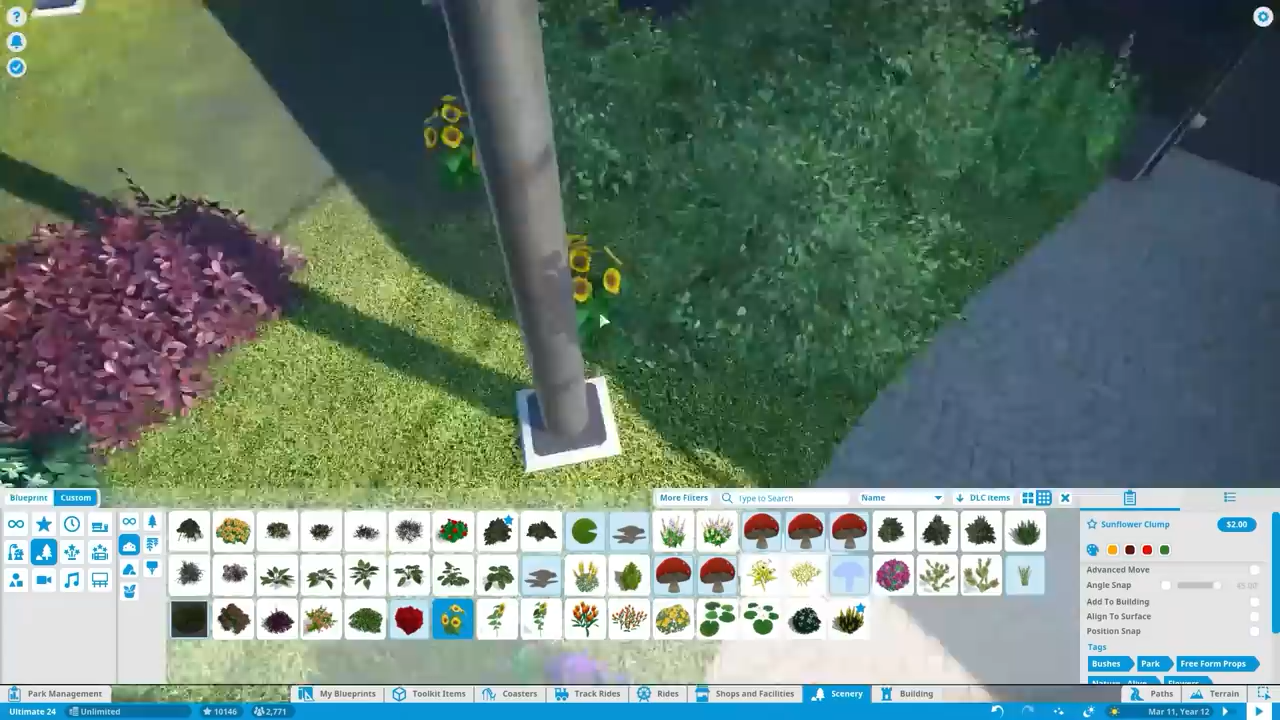 Blueprint Custom
More Filters Type to Search Name DLC items
Sunflower Clump $2.00
Advanced Move
Angle Snap 45.00
Add To Building
Align To Surface
Position Snap
Tags
Bushes Park Free Form Props
Park Management My Blueprints Toolkit Items Coasters Track Rides Rides Shops and Facilities Scenery Building Paths Terrain
Ultimate 24 Unlimited 10146 2,771 Mar 11, Year 12